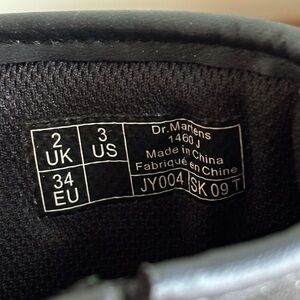 2 UK
3 US
34 EU
Dr.Martens
1460 J
Made in China
Fabriqué en Chine
JY004 SK 09 T